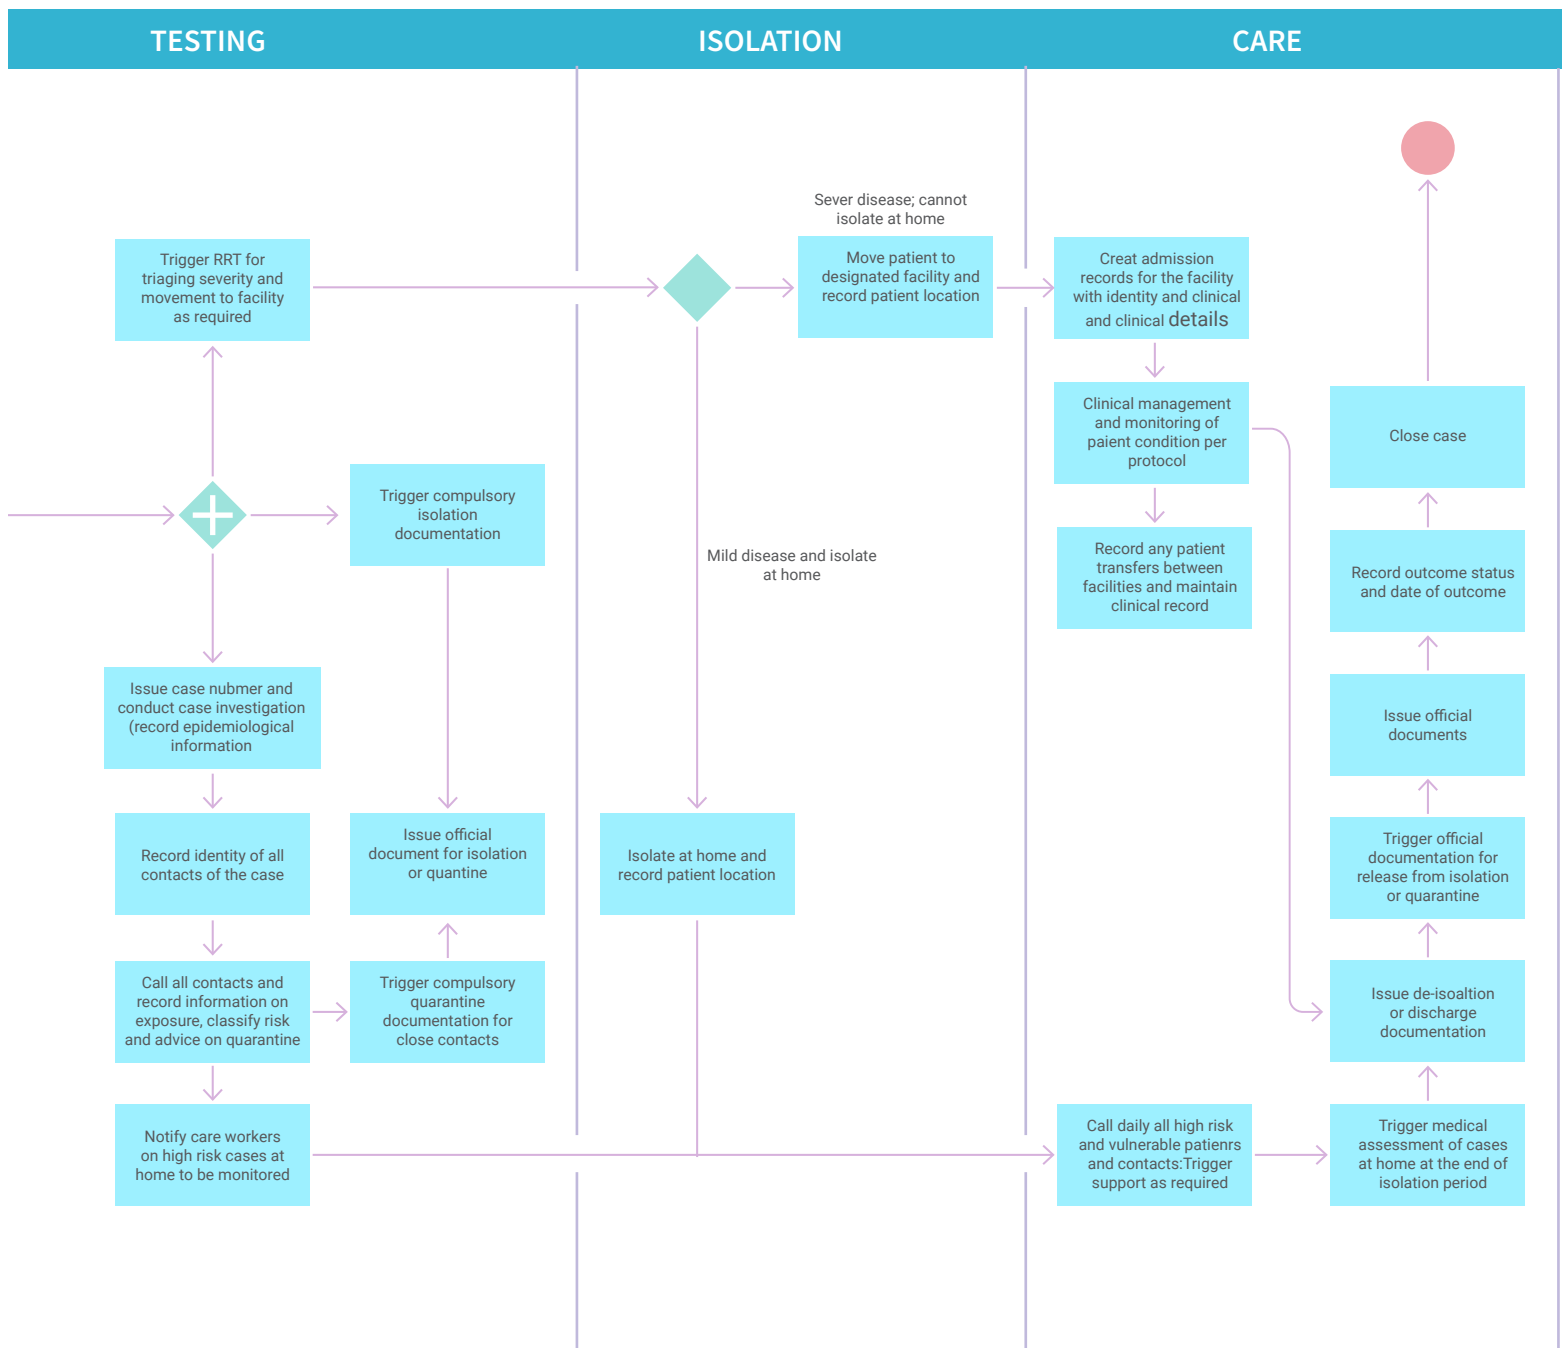 TESTING
ISOLATION
CARE
Trigger RRT for
triaging severity and
movement to facility
as required
Trigger compulsory
isolation
documentation
Issue case nubmer and
conduct case investigation
(record epidemiological
information
Record identity of all
contacts of the case
Issue official
document for isolation
or quantine
Call all contacts and
record information on
exposure, classify risk
and advice on quarantine
Trigger compulsory
quarantine
documentation for
close contacts
Notify care workers
on high risk cases at
home to be monitored
Sever disease; cannot
isolate at home
Move patient to
designated facility and
record patient location
Mild disease and isolate
at home
Isolate at home and
record patient location
Creat admission
records for the facility
with identity and clinical
and clinical details
Clinical management
and monitoring of
paient condition per
protocol
Record any patient
transfers between
facilities and maintain
clinical record
Close case
Record outcome status
and date of outcome
Issue official
documents
Trigger official
documentation for
release from isolation
or quarantine
Issue de-isoaltion
or discharge
documentation
Call daily all high risk
and vulnerable patienrs
and contacts:Trigger
support as required
Trigger medical
assessment of cases
at home at the end of
isolation period